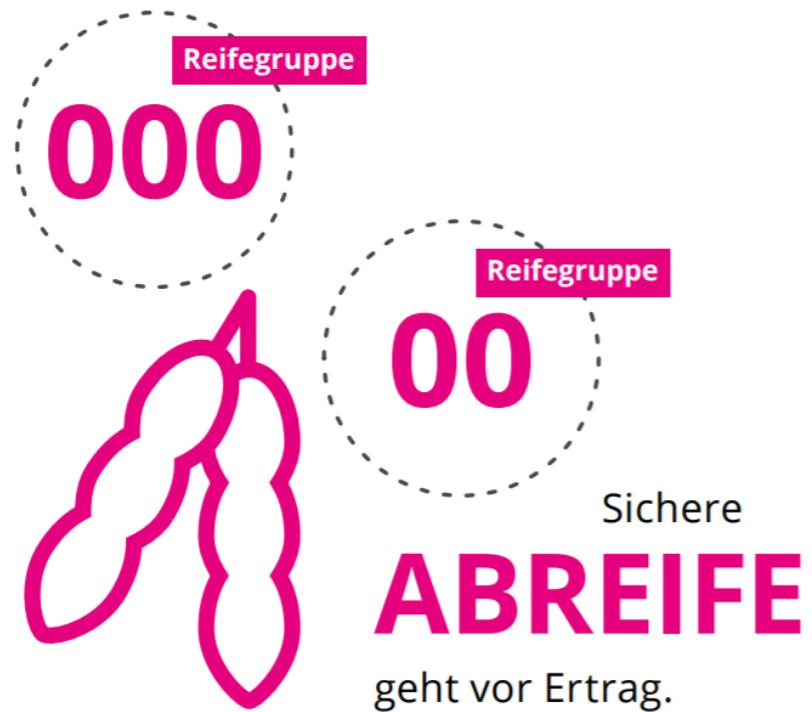 Reifegruppe
000
Reifegruppe
00
Sichere
ABREIFE
geht vor Ertrag.